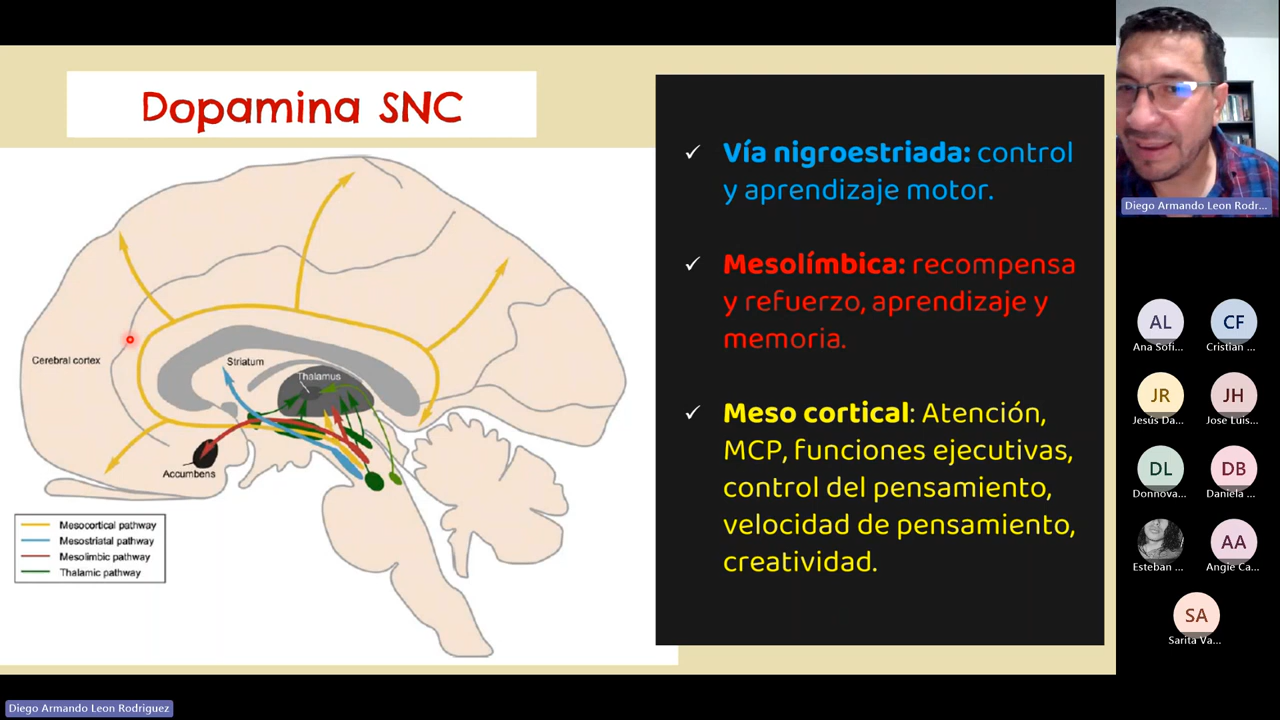 Dopamina SNC
Cerebral cortex
Striatum
Thalamus
Accumbens
Mesocortical pathway
Mesostriatal pathway
Mesolimbic pathway
Thalamic pathway
✓ Vía nigroestriada: control
y aprendizaje motor.
✓ Mesolímbica: recompensa
y refuerzo, aprendizaje y
memoria.
✓ Meso cortical: Atención,
MCP, funciones ejecutivas,
control del pensamiento,
velocidad de pensamiento,
creatividad.
Diego Armando Leon Rodr...
AL
CF
Ana Sofi...
Cristian ...
JR
JH
Jesús Da...
Jose Luis...
DL
DB
Donnova...
Daniela ...
AA
Esteban ...
Angie Ca...
SA
Sarita Va...
Diego Armando Leon Rodriguez